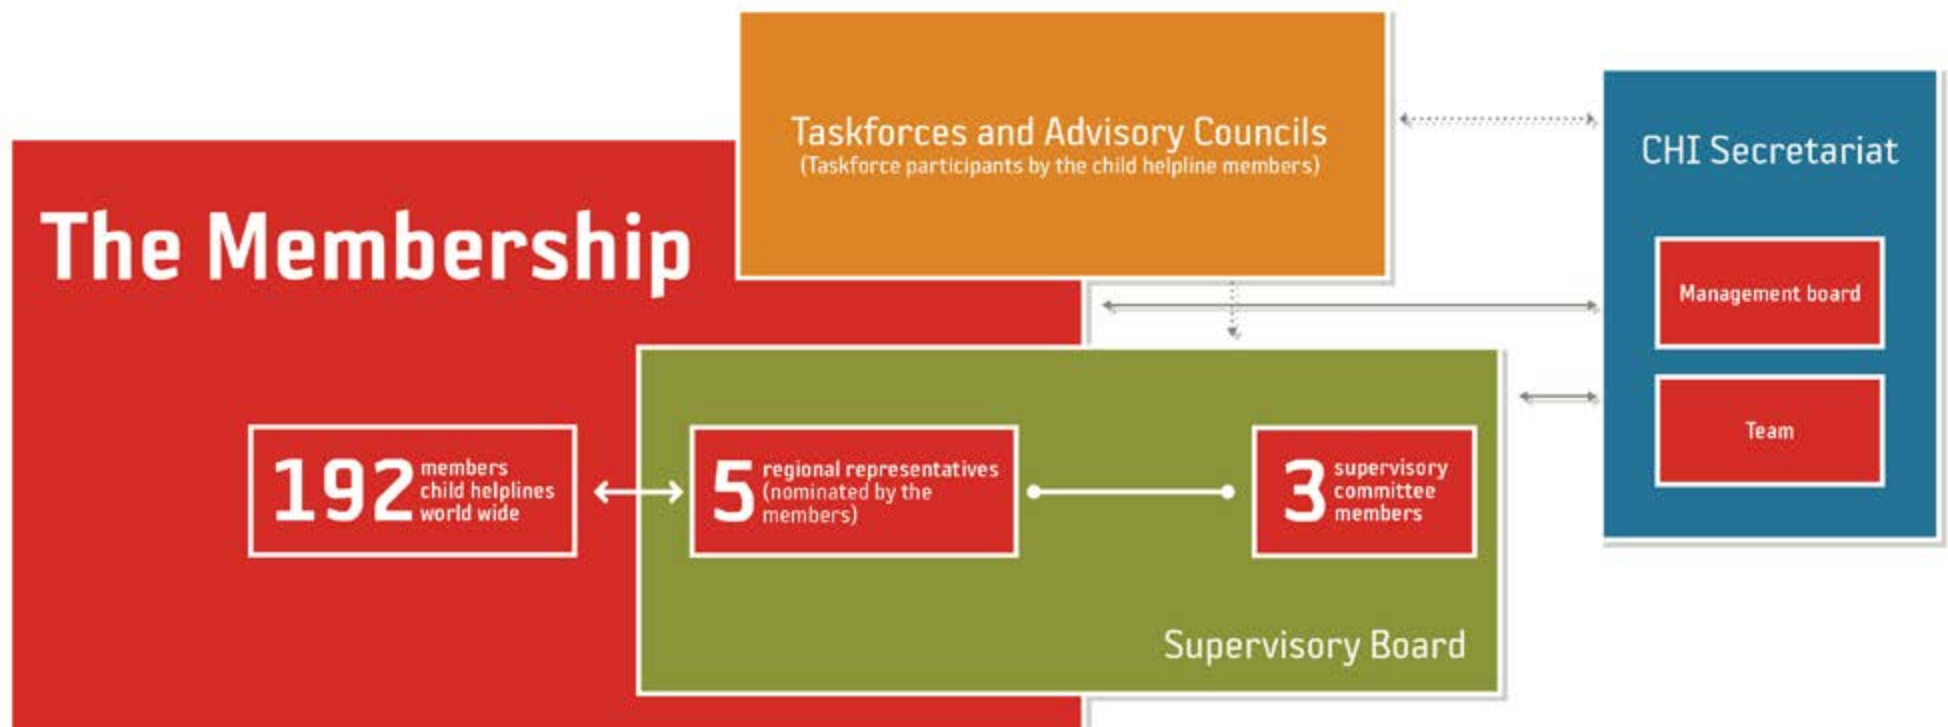 Taskforces and Advisory Councils
(Taskforce participants by the child helpline members)
CHI Secretariat
The Membership
Management board
Team
192 members
child helplines
world wide
5 regional representatives
(nominated by the
members)
3 supervisory
committee
members
Supervisory Board